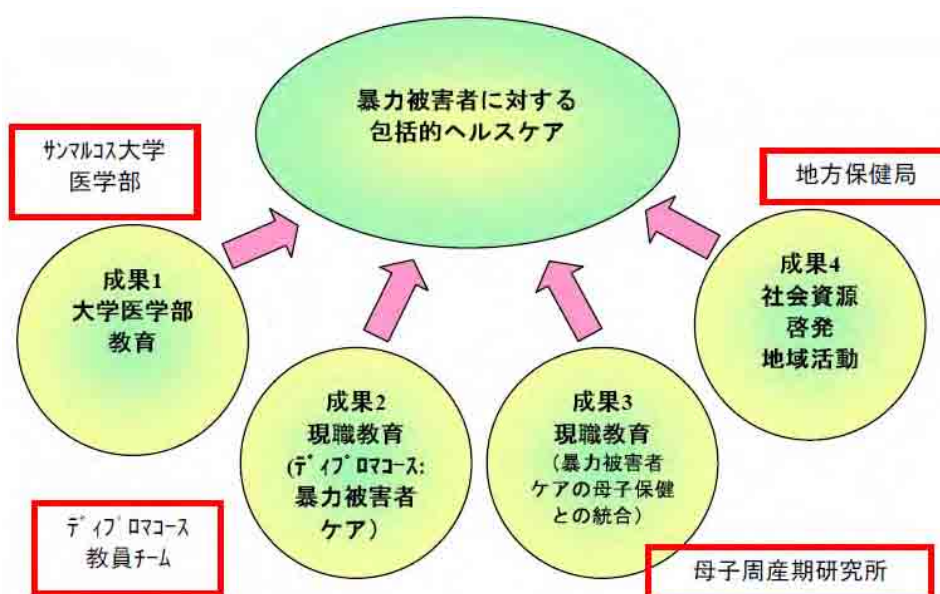 暴力被害者に対する
包括的ヘルスケア
ｻﾝﾏﾙｺｽ大学
医学部
地方保健局
成果1
大学医学部
教育
成果2
現職教育
(ﾃﾞｨﾌﾟﾛﾏｺｰｽ:
暴力被害者
ケア)
成果3
現職教育
（暴力被害者
ケアの母子保健
との統合）
成果4
社会資源
啓発
地域活動
ﾃﾞｨﾌﾟﾛﾏｺｰｽ
教員ﾁｰﾑ
母子周産期研究所